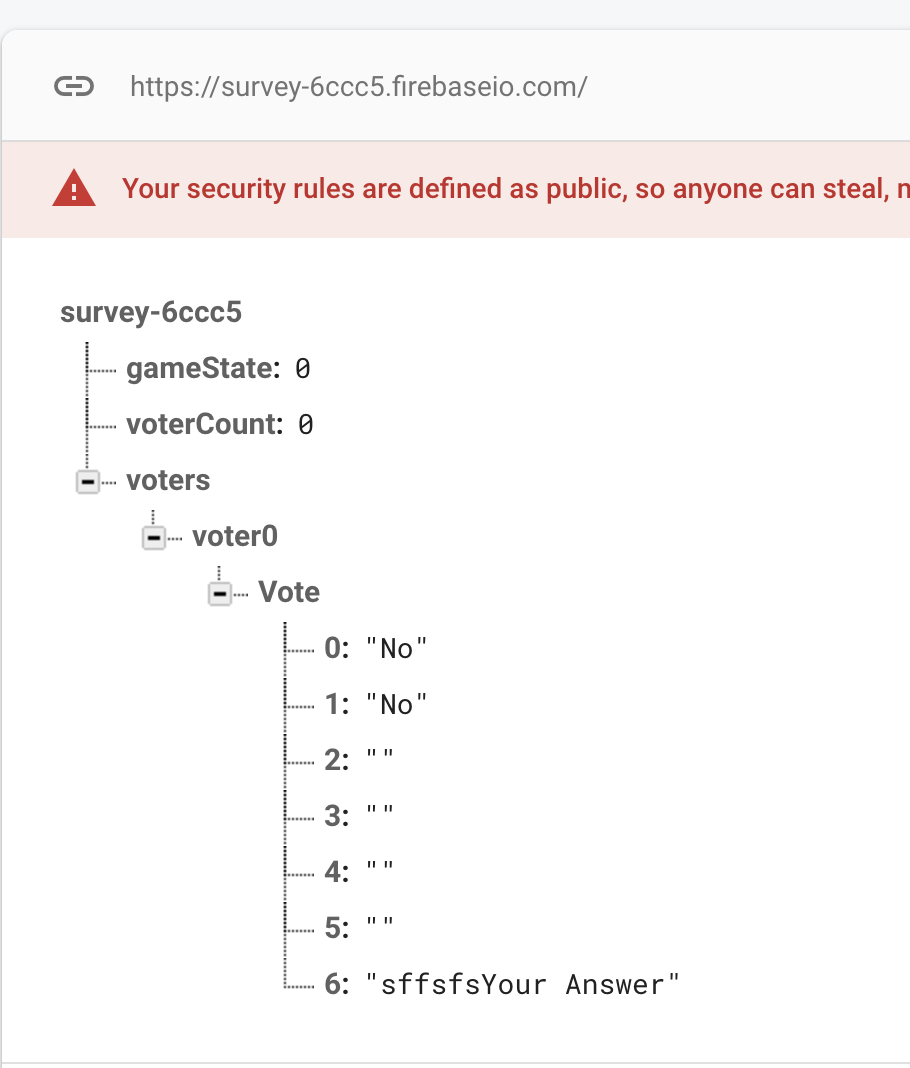 https://survey-6ccc5.firebaseio.com/
Your security rules are defined as public, so anyone can steal,
survey-6ccc5
gameState: 0
voterCount: 0
voters
voter0
Vote
0: "No"
1: "No"
2: ""
3: ""
4: ""
5: ""
6: "sffsfsYour Answer"